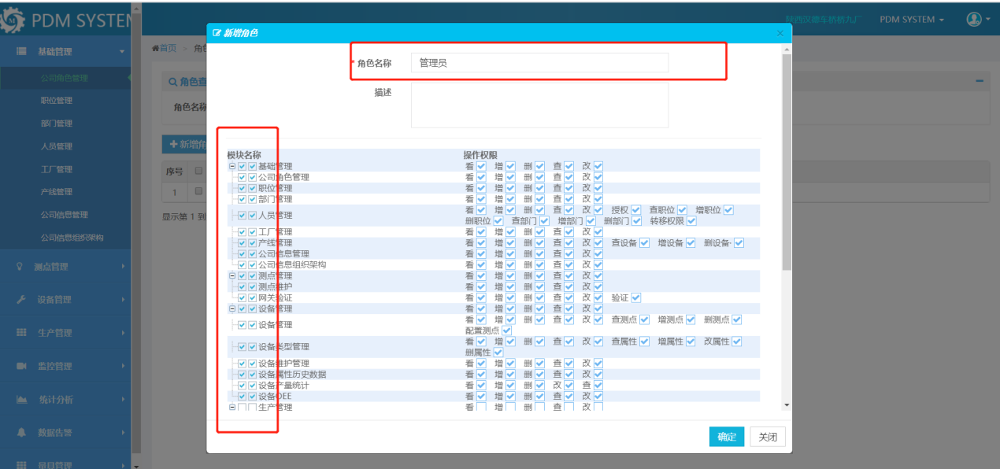 PDM SYSTEM
PDM SYSTEM
基础管理
公司角色管理
职位管理
部门管理
人员管理
工厂管理
产线管理
公司信息管理
公司信息组织架构
测点管理
设备管理
生产管理
监控管理
统计分析
数据告警
首页 > 角
角色查
角色名称
新增角
序号
1
显示第 1 到
新增角色
* 角色名称 管理员
描述
模块名称 操作权限
基础管理 看 增 删 查 改
公司角色管理 看 增 删 查 改
职位管理 看 增 删 查 改
部门管理 看 增 删 查 改
人员管理 看 增 删 查 改 授权 查职位 增职位
删职位 查部门 增部门 删部门 转移权限
工厂管理 看 增 删 查 改
产线管理 看 增 删 查 改 查设备 增设备 删设备-
公司信息管理 看 增 删 查 改
公司信息组织架构 看 增 删 查 改
测点管理 看 增 删 查 改
测点维护 看 增 删 查 改
网关验证 看 增 删 查 改 验证
设备管理 看 增 删 查 改
设备管理 看 增 删 查 改 查测点 增测点 删测点
配置测点
设备类型管理 看 增 删 查 改 查属性 增属性 改属性
删属性
设备维护管理 看 增 删 查 改
设备属性历史数据 看 增 删 查 改
设备产量统计 看 增 删 改 查
设备OEE 看 增 删 查 改
生产管理 看 增 删 查 改
确定 关闭